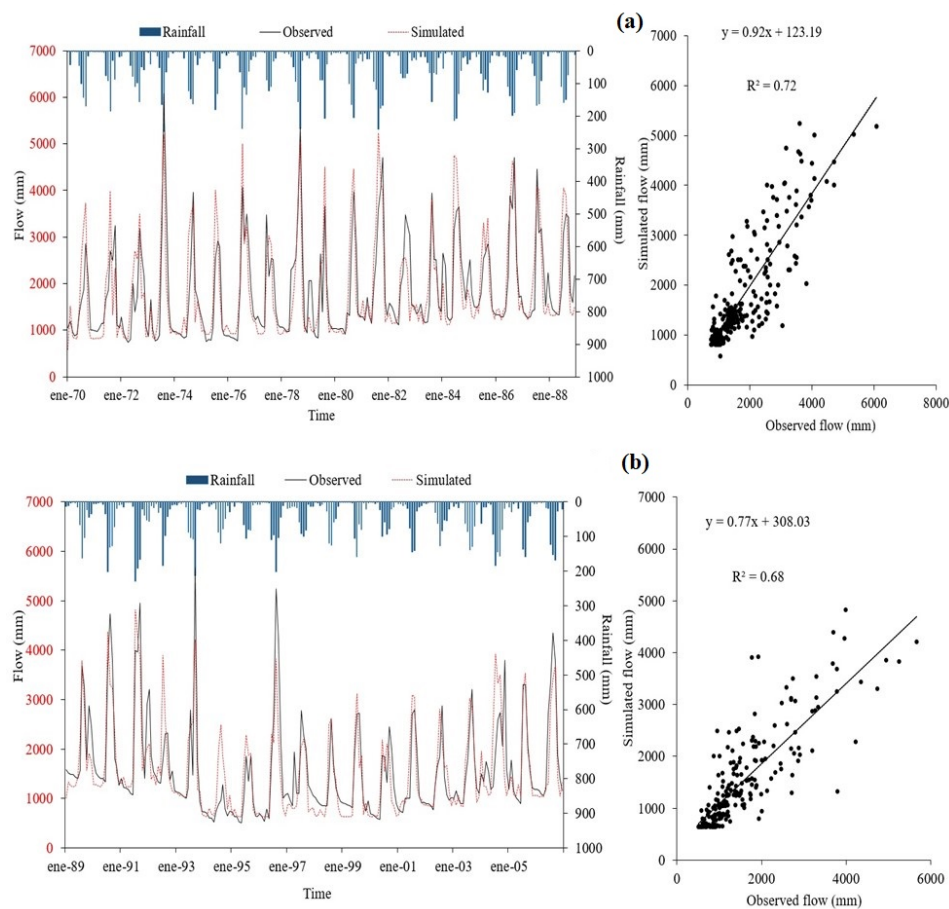 Rainfall Observed Simulated
(a)
7000
6000
5000
4000
3000
2000
1000
0
Flow (mm)
0
100
200
300
400
500
600
700
800
900
1000
Rainfall (mm)
ene-70 ene-72 ene-74 ene-76 ene-78 ene-80 ene-82 ene-84 ene-86 ene-88
Time
y = 0.92x + 123.19
R² = 0.72
7000
6000
5000
4000
3000
2000
1000
0
Simulated flow (mm)
0 2000 4000 6000 8000
Observed flow (mm)
(b)
Rainfall Observed Simulated
7000
6000
5000
4000
3000
2000
1000
0
Flow (mm)
0
100
200
300
400
500
600
700
800
900
1000
Rainfall (mm)
ene-89 ene-91 ene-93 ene-95 ene-97 ene-99 ene-01 ene-03 ene-05
Time
y = 0.77x + 308.03
R² = 0.68
7000
6000
5000
4000
3000
2000
1000
0
Simulated flow (mm)
0 2000 4000 6000
Observed flow (mm)